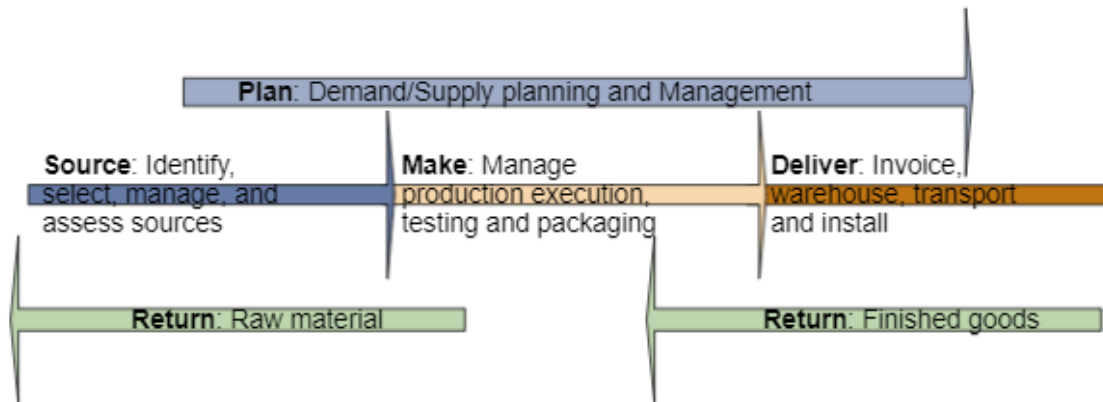 Plan: Demand/Supply planning and Management
Source: Identify,
select, manage, and
assess sources
Make: Manage
production execution,
testing and packaging
Deliver: Invoice,
warehouse, transport
and install
Return: Raw material
Return: Finished goods